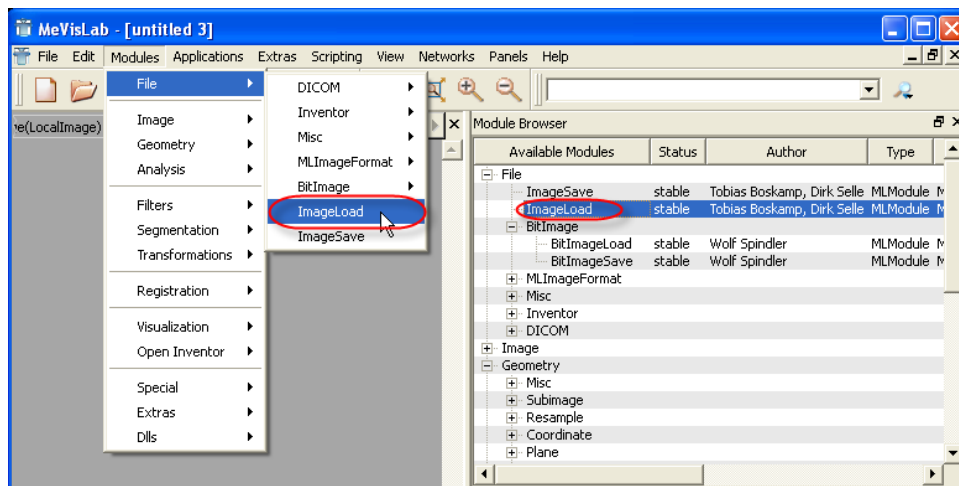 MeVisLab - [untitled 3]
File Edit Modules Applications Extras Scripting View Networks Panels Help
ve(LocalImage)
File
Image
Geometry
Analysis
Filters
Segmentation
Transformations
Registration
Visualization
Open Inventor
Special
Extras
Dlls
DICOM
Inventor
Misc
MLImageFormat
BitImage
ImageLoad
ImageSave
Module Browser
Available Modules Status Author Type
File
ImageSave stable Tobias Boskamp, Dirk Selle MLModule M
ImageLoad stable Tobias Boskamp, Dirk Selle MLModule M
BitImage
BitImageLoad stable Wolf Spindler MLModule M
BitImageSave stable Wolf Spindler MLModule M
MLImageFormat
Misc
Inventor
DICOM
Image
Geometry
Misc
Subimage
Resample
Coordinate
Plane